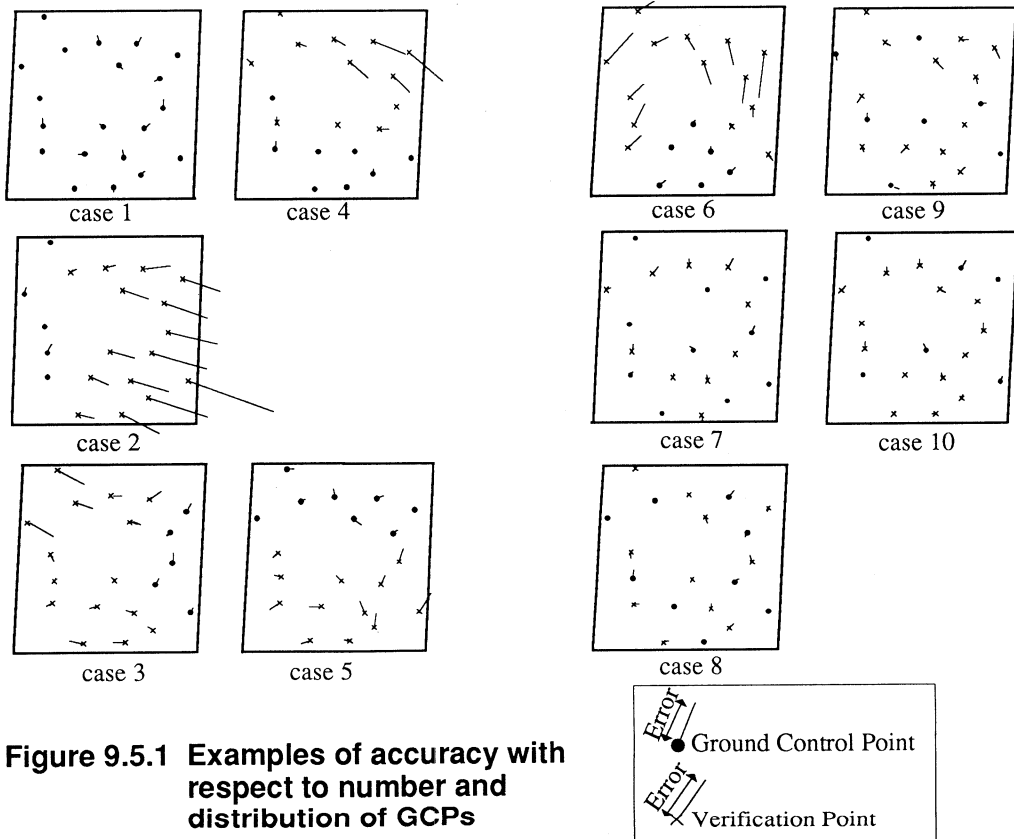 case 1
case 4
case 6
case 9
case 2
case 7
case 10
case 3
case 5
case 8
Error
Ground Control Point
Error
Verification Point
Figure 9.5.1 Examples of accuracy with
respect to number and
distribution of GCPs